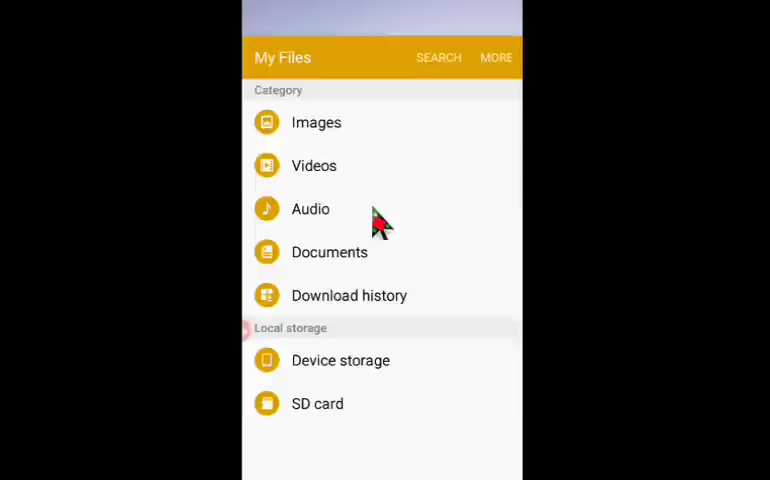 My Files SEARCH MORE
Category
Images
Videos
Audio
Documents
Download history
Local storage
Device storage
SD card